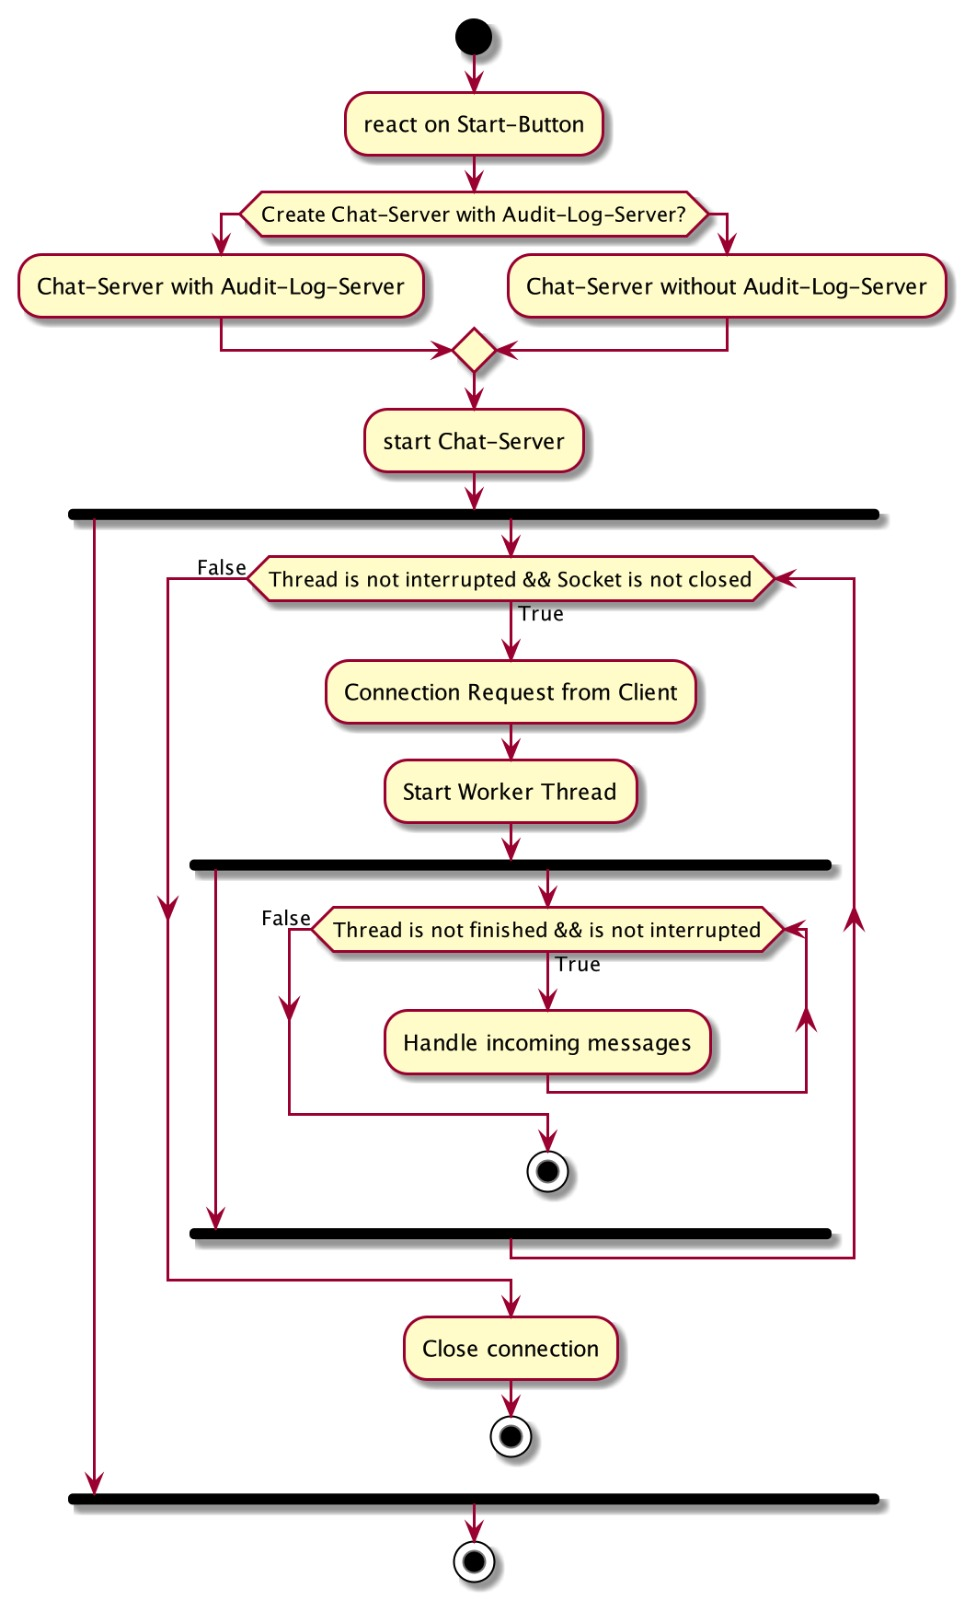 react on Start-Button
Create Chat-Server with Audit-Log-Server?
Chat-Server with Audit-Log-Server
Chat-Server without Audit-Log-Server
start Chat-Server
False
Thread is not interrupted && Socket is not closed
True
Connection Request from Client
Start Worker Thread
False
Thread is not finished && is not interrupted
True
Handle incoming messages
Close connection